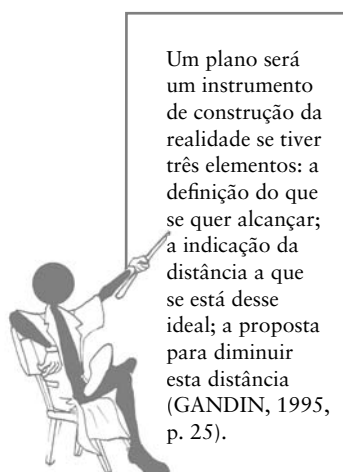 Um plano será
um instrumento
de construção da
realidade se tiver
três elementos: a
definição do que
se quer alcançar;
a indicação da
distância a que
se está desse
ideal; a proposta
para diminuir
esta distância
(GANDIN, 1995,
p. 25).